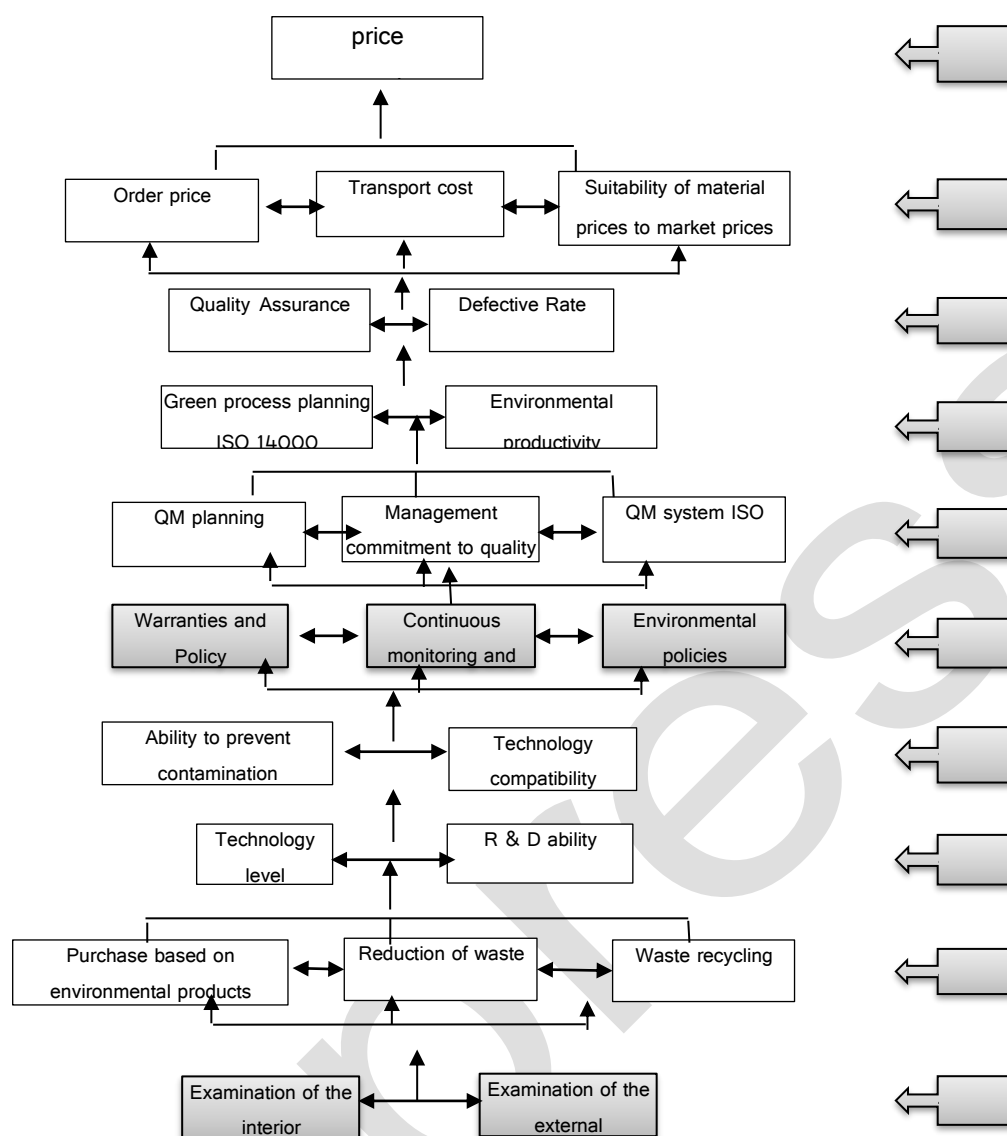 price
Order price
Transport cost
Suitability of material
prices to market prices
Quality Assurance
Defective Rate
Green process planning
ISO 14000
Environmental
productivity
QM planning
Management
commitment to quality
QM system ISO
Warranties and
Policy
Continuous
monitoring and
Environmental
policies
Ability to prevent
contamination
Technology
compatibility
Technology
level
R & D ability
Purchase based on
environmental products
Reduction of waste
Waste recycling
Examination of the
interior
Examination of the
external